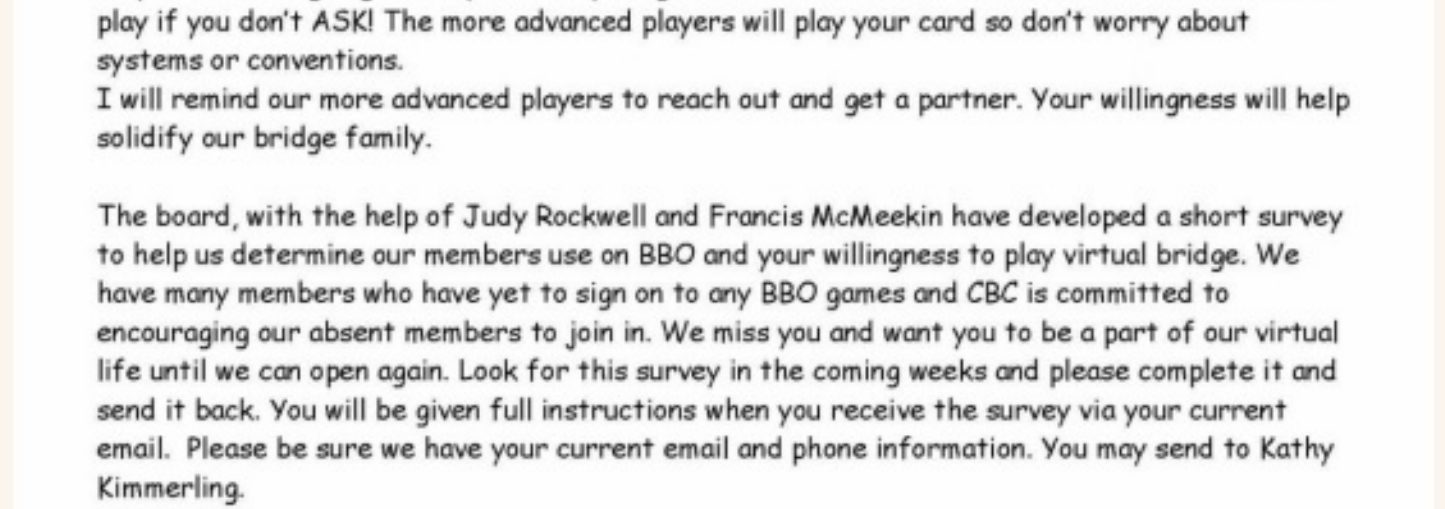 play if you don't ASK! The more advanced players will play your card so don't worry about
systems or conventions.
I will remind our more advanced players to reach out and get a partner. Your willingness will help
solidify our bridge family.
The board, with the help of Judy Rockwell and Francis McMeekin have developed a short survey
to help us determine our members use on BBO and your willingness to play virtual bridge. We
have many members who have yet to sign on to any BBO games and CBC is committed to
encouraging our absent members to join in. We miss you and want you to be a part of our virtual
life until we can open again. Look for this survey in the coming weeks and please complete it and
send it back. You will be given full instructions when you receive the survey via your current
email.  Please be sure we have your current email and phone information. You may send to Kathy
Kimmerling.